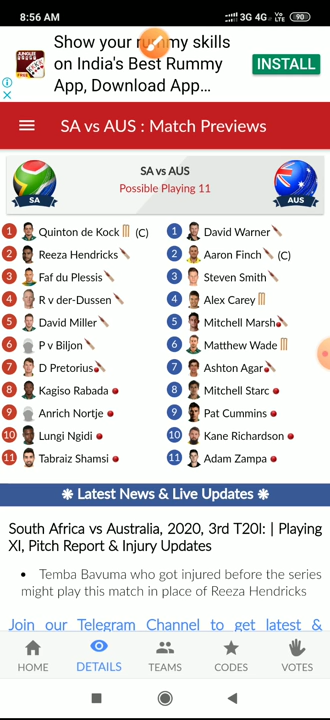 8:56 AM
3G 4G Vo LTE 90
Show your rummy skills
on India's Best Rummy
App, Download App...
INSTALL
JUNGLEE
FREE
SA vs AUS : Match Previews
SA vs AUS
Possible Playing 11
SA
AUS
1 Quinton de Kock (C)
2 Reeza Hendricks
3 Faf du Plessis
4 R v der-Dussen
5 David Miller
6 P v Biljon
7 D Pretorius
8 Kagiso Rabada
9 Anrich Nortje
10 Lungi Ngidi
11 Tabraiz Shamsi
1 David Warner
2 Aaron Finch (C)
3 Steven Smith
4 Alex Carey
5 Mitchell Marsh
6 Matthew Wade
7 Ashton Agar
8 Mitchell Starc
9 Pat Cummins
10 Kane Richardson
11 Adam Zampa
Latest News & Live Updates
South Africa vs Australia, 2020, 3rd T20I: | Playing
XI, Pitch Report & Injury Updates
• Temba Bavuma who got injured before the series
might play this match in place of Reeza Hendricks
Join our Telegram Channel to get latest &
HOME
DETAILS
TEAMS
CODES
VOTES